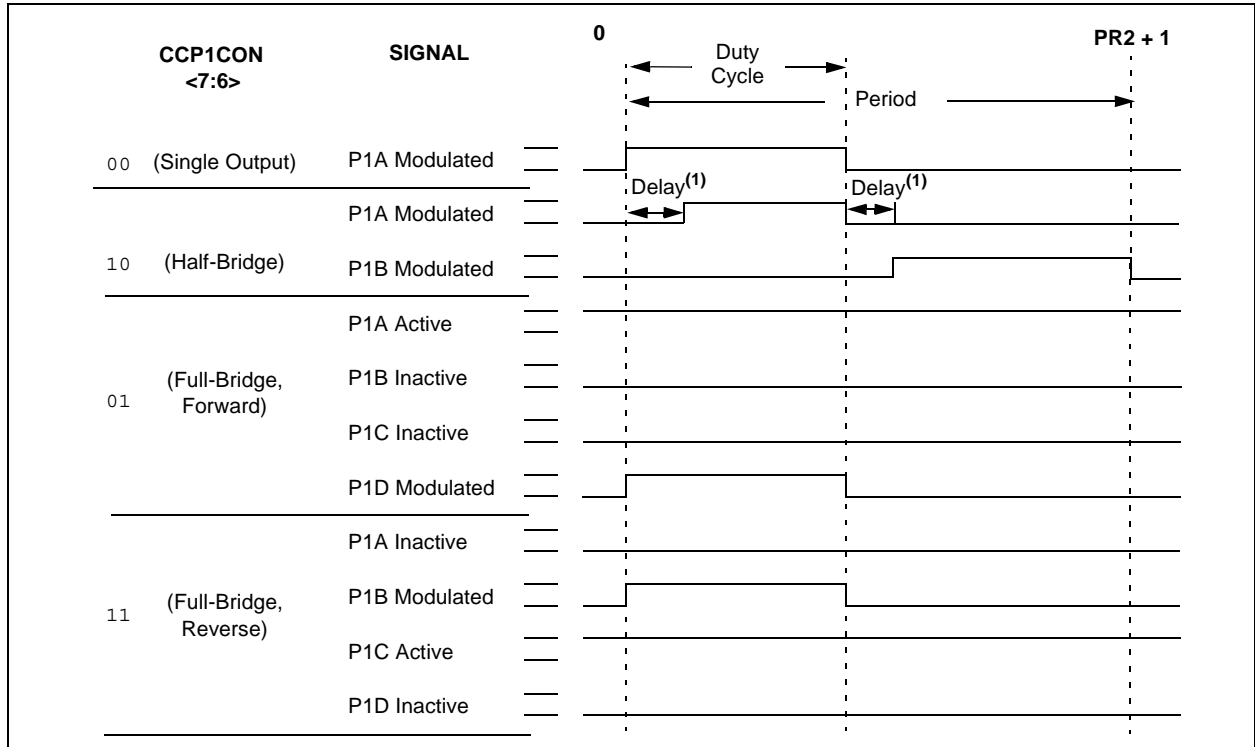 CCP1CON
<7:6>
SIGNAL
0
PR2 + 1
Duty
Cycle
Period
00 (Single Output) P1A Modulated
Delay(1)
Delay(1)
P1A Modulated
10 (Half-Bridge)
P1B Modulated
P1A Active
01 (Full-Bridge,
Forward)
P1B Inactive
P1C Inactive
P1D Modulated
P1A Inactive
11 (Full-Bridge,
Reverse)
P1B Modulated
P1C Active
P1D Inactive